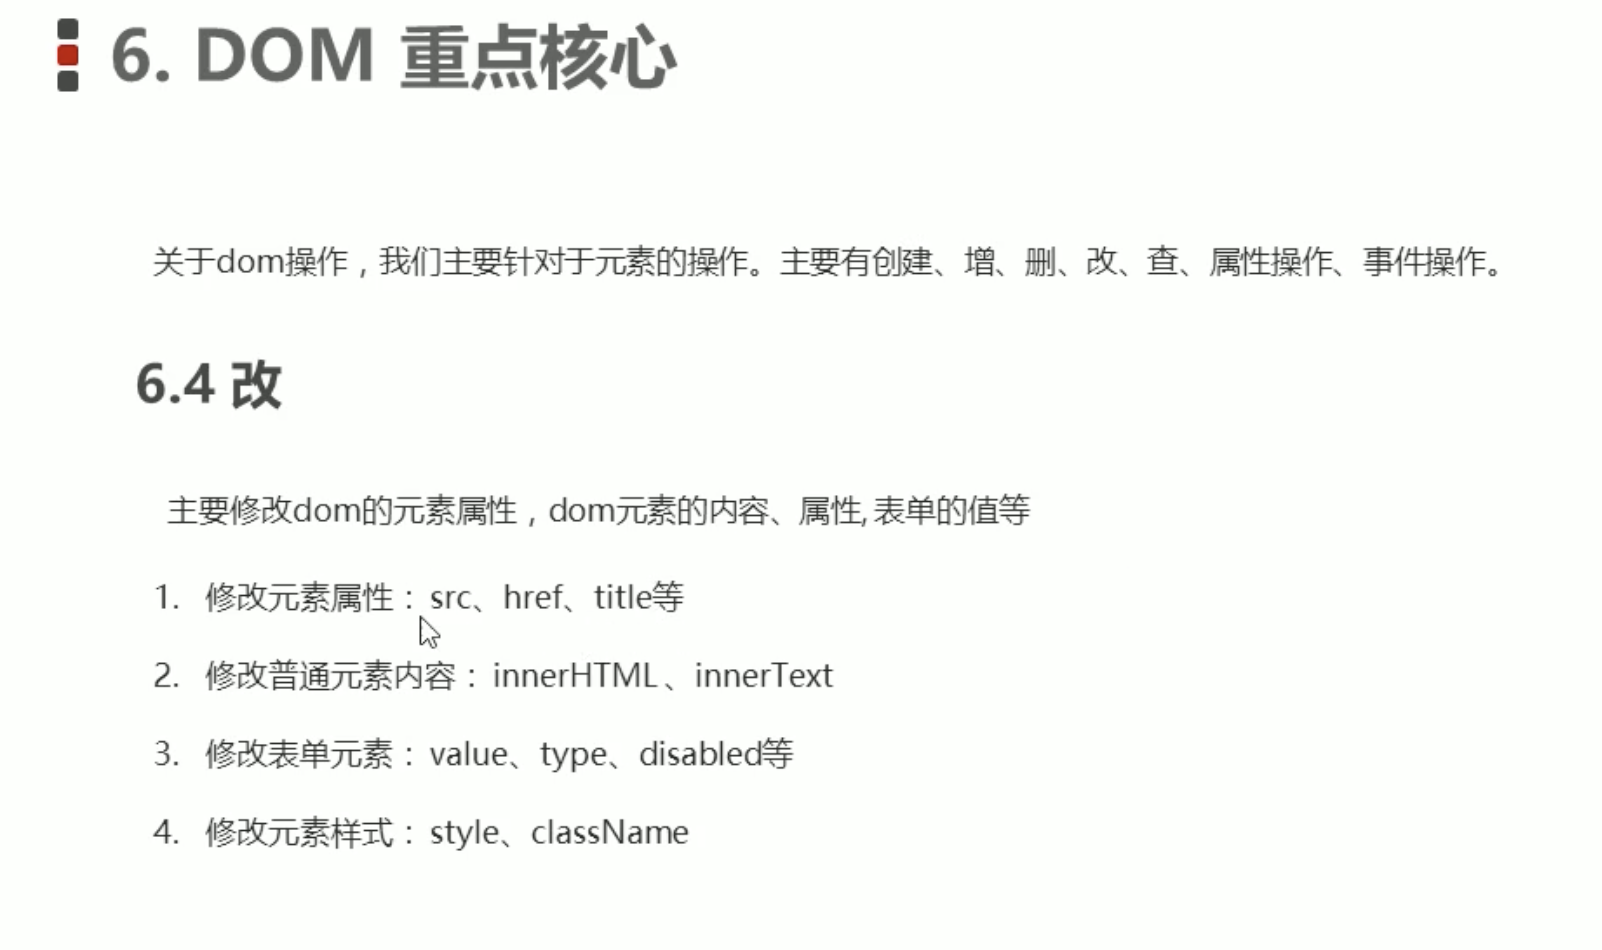 6. DOM 重点核心
关于dom操作，我们主要针对于元素的操作。主要有创建、增、删、改、查、属性操作、事件操作。
6.4 改
主要修改dom的元素属性，dom元素的内容、属性, 表单的值等
1. 修改元素属性：src、href、title等
2. 修改普通元素内容：innerHTML 、innerText
3. 修改表单元素：value、type、disabled等
4. 修改元素样式：style、className